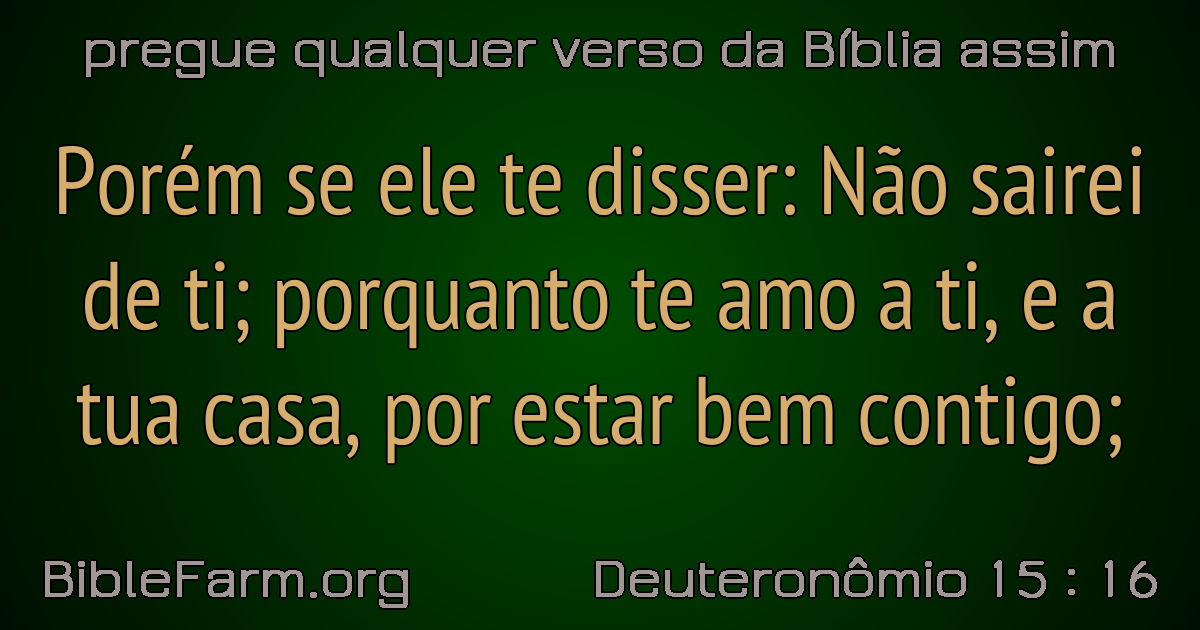 pregue qualquer verso da Bíblia assim
Porém se ele te disser: Não sairei
de ti; porquanto te amo a ti, e a
tua casa, por estar bem contigo;
BibleFarm.org
Deuteronômio 15 : 16